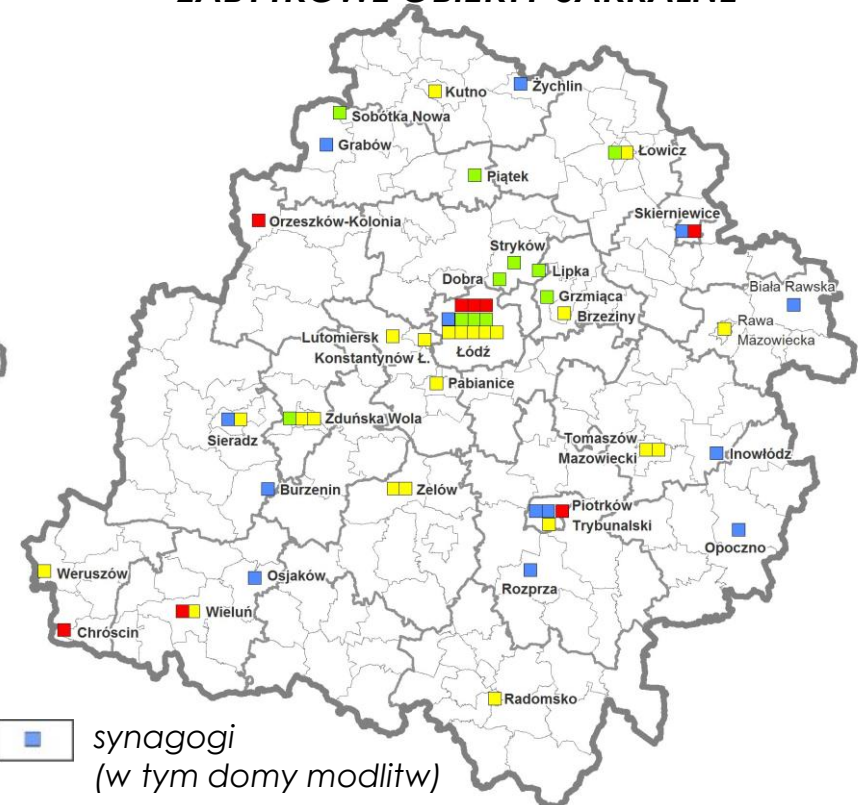 ZABYTKOWE OBIEKTY SAKRALNE
Kutno
Żychlin
Sobótka Nowa
Grabów
Łowicz
Piątek
Skierniewice
Orzeszków-Kolonia
Stryków
Dobra
Lipka
Biała Rawska
Grzmiąca
Brzeziny
Rawa
Mazowiecka
Lutomiersk
Konstantynów Ł.
Łódź
Pabianice
Sieradz
Zduńska Wola
Tomaszów
Mazowiecki
Inowłódz
Burzenin
Zelów
Piotrków
Trybunalski
Opoczno
Weruszów
Osjaków
Rozprza
Wieluń
Chróscin
Radomsko
synagogi
(w tym domy modlitw)